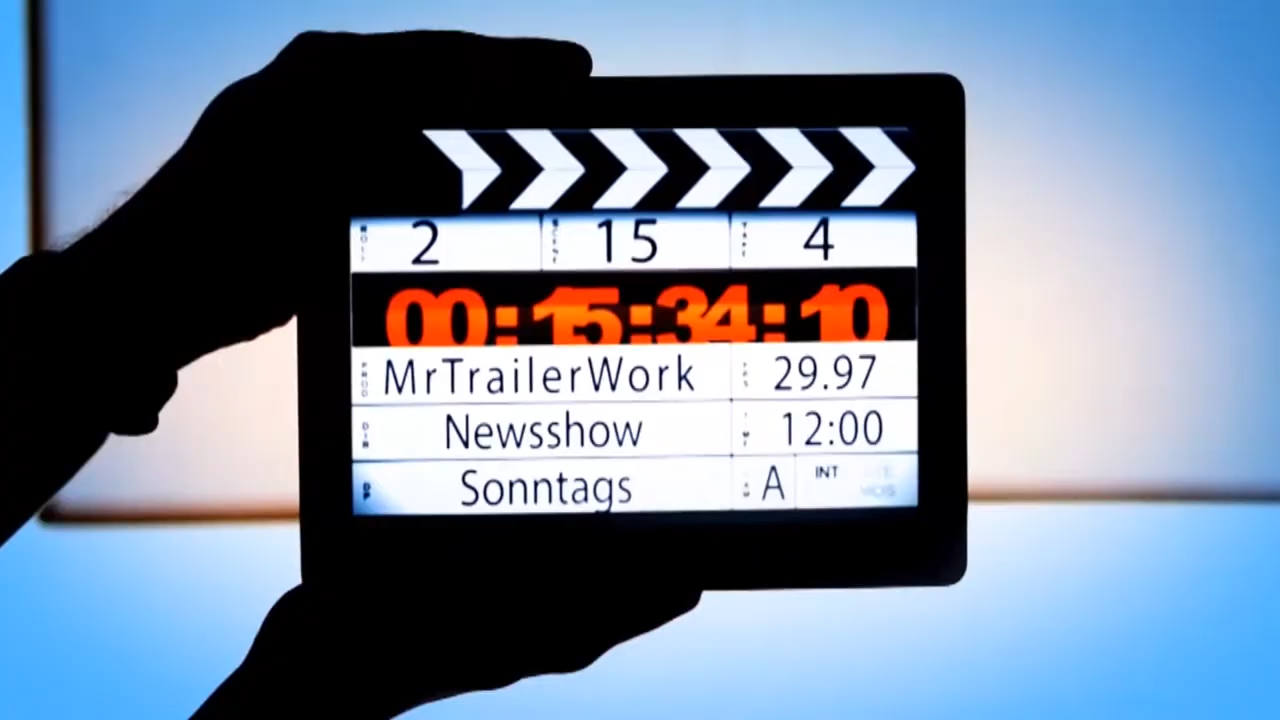 2 15 4
00:15:34:10
MrTrailerWork 29.97
Newsshow 12:00
Sonntags A INT